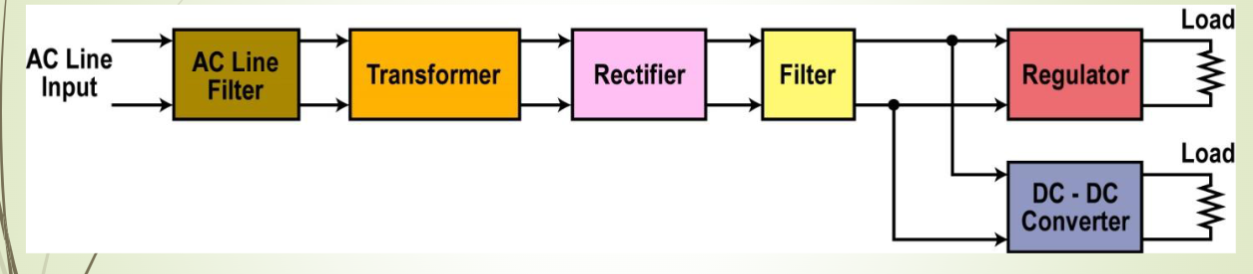 AC Line
Input
AC Line
Filter
Transformer
Rectifier
Filter
Regulator
Load
DC - DC
Converter
Load